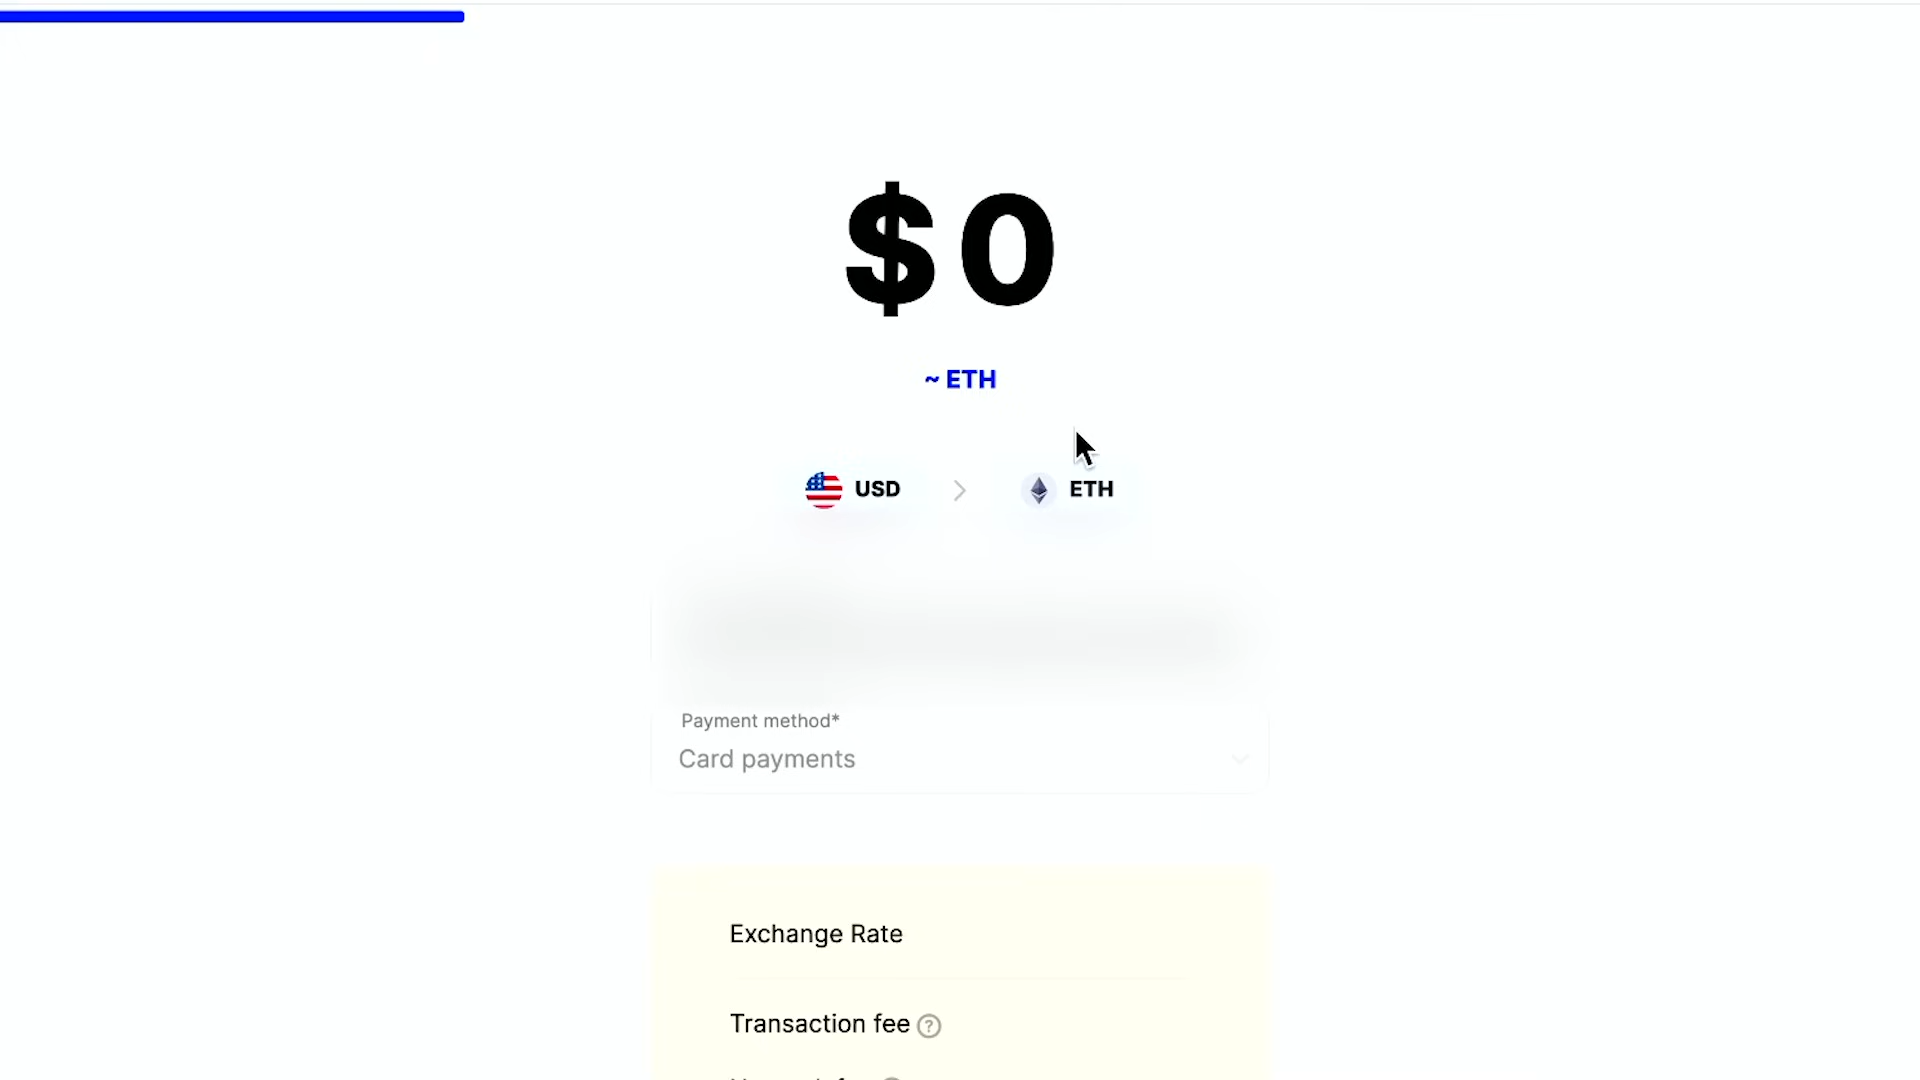 $0
~ ETH
USD
ETH
Payment method*
Card payments
Exchange Rate
Transaction fee